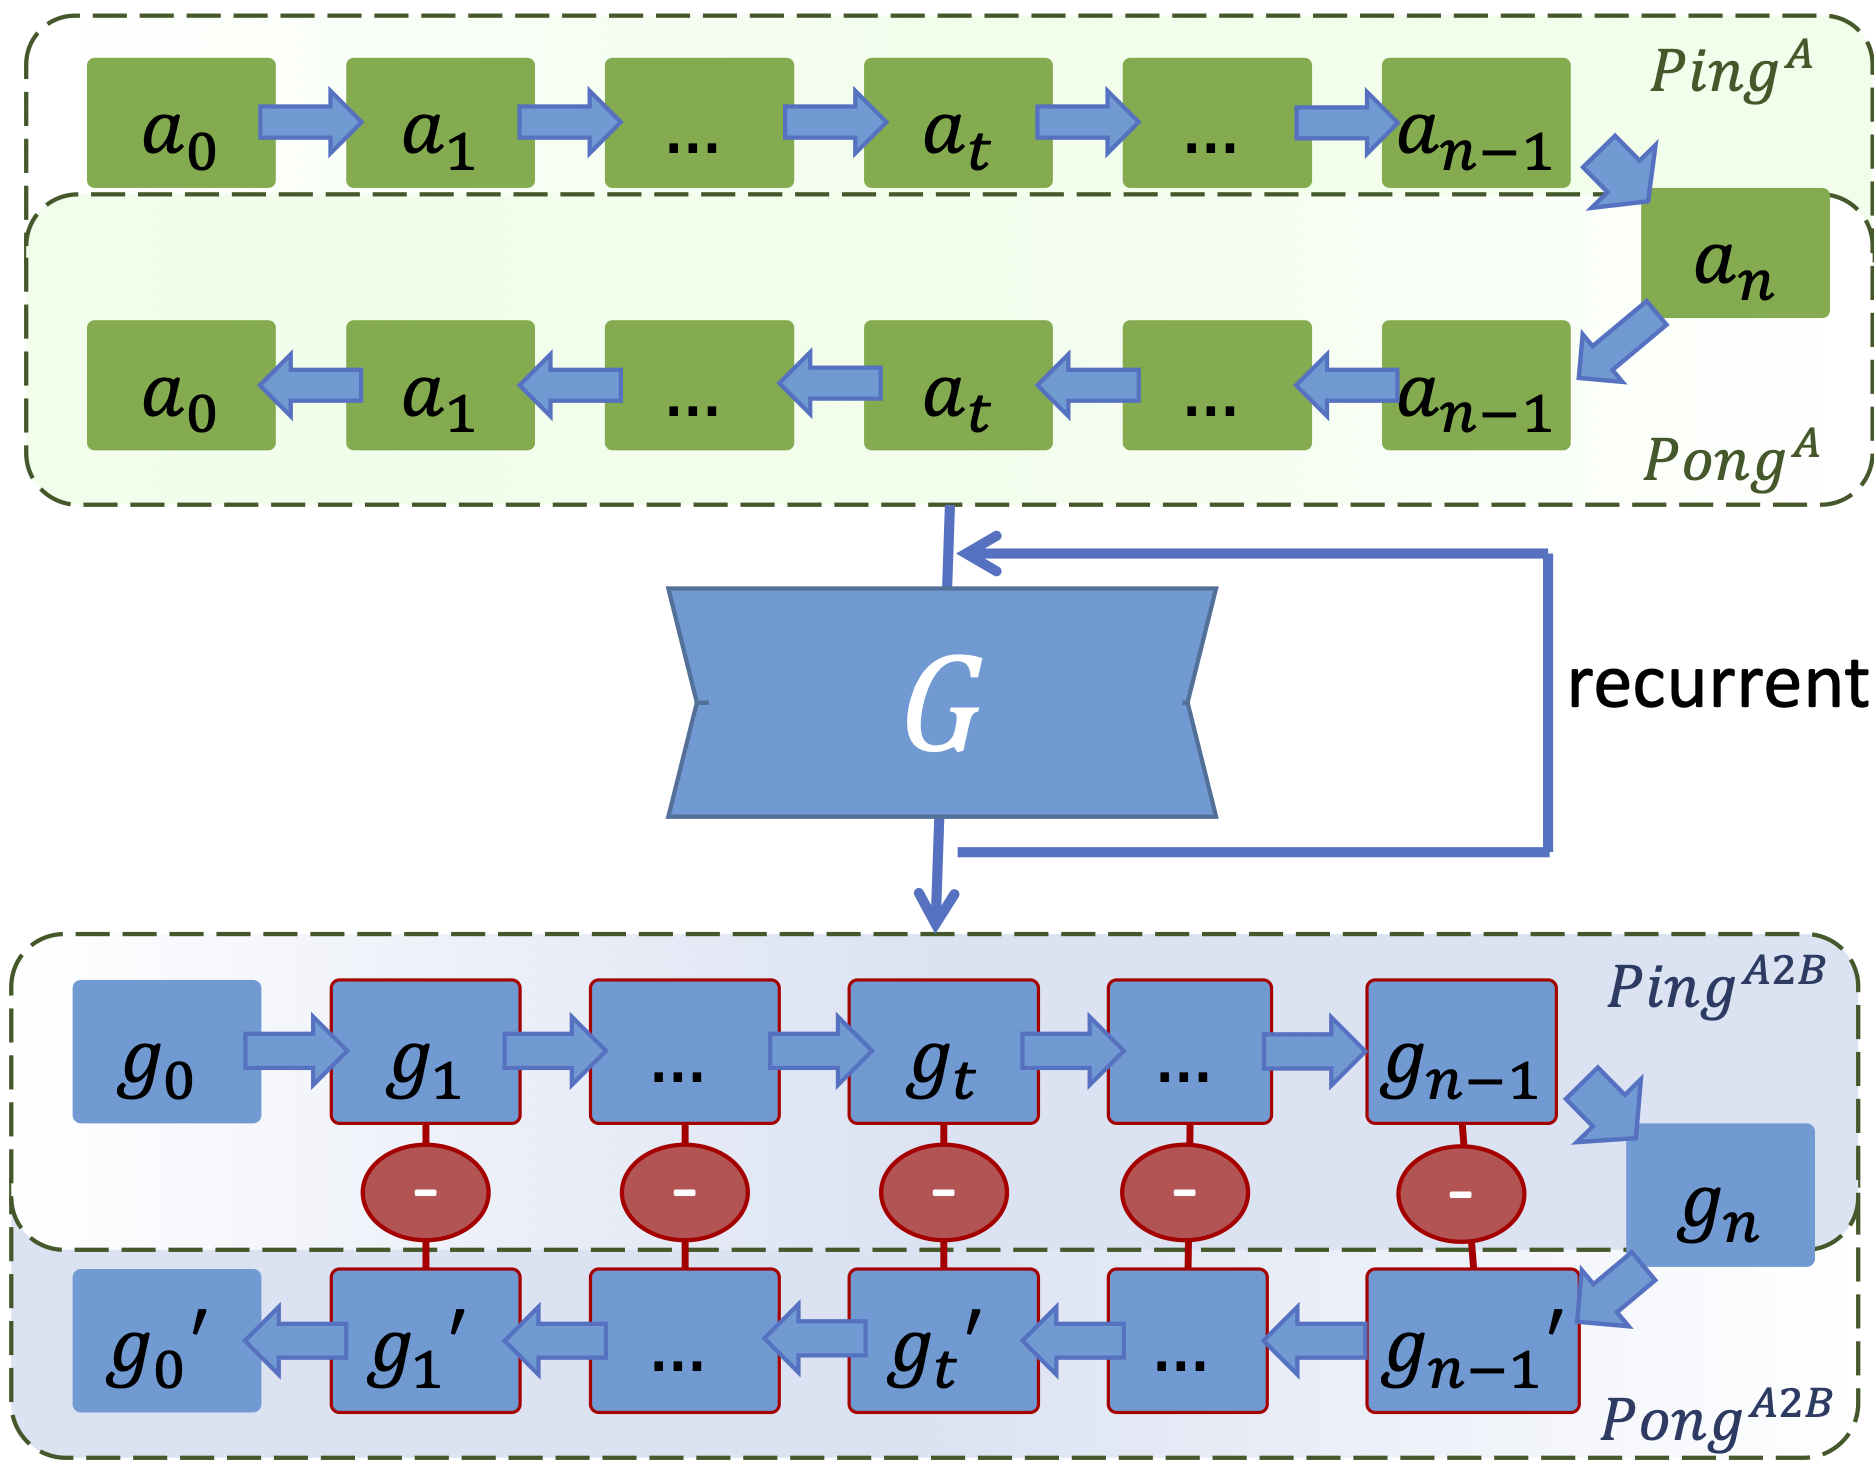 Ping^A
a_0 a_1 ... a_t ... a_{n-1}
a_n
a_0 a_1 ... a_t ... a_{n-1}
Pong^A
G
recurrent
Ping^{A2B}
g_0 g_1 ... g_t ... g_{n-1}
- - - - -
g_n
g_0' g_1' ... g_t' ... g_{n-1}'
Pong^{A2B}